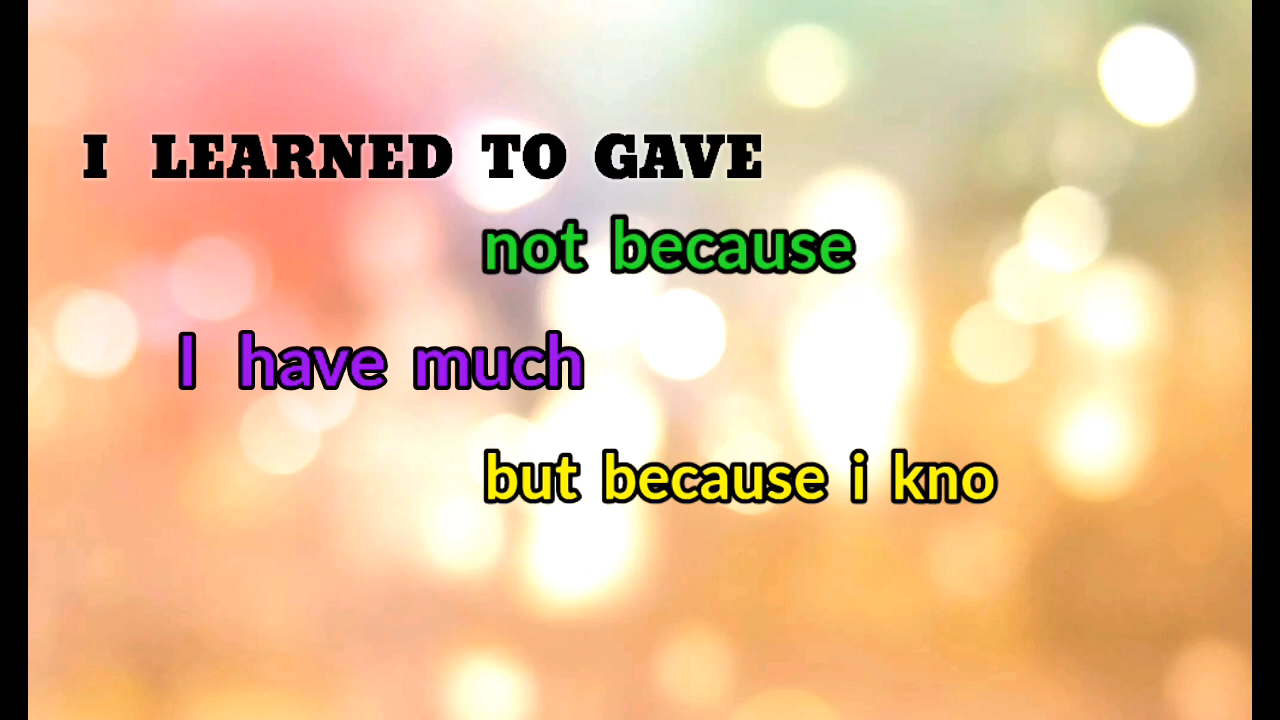 I LEARNED TO GAVE
not because
I have much
but because i kno